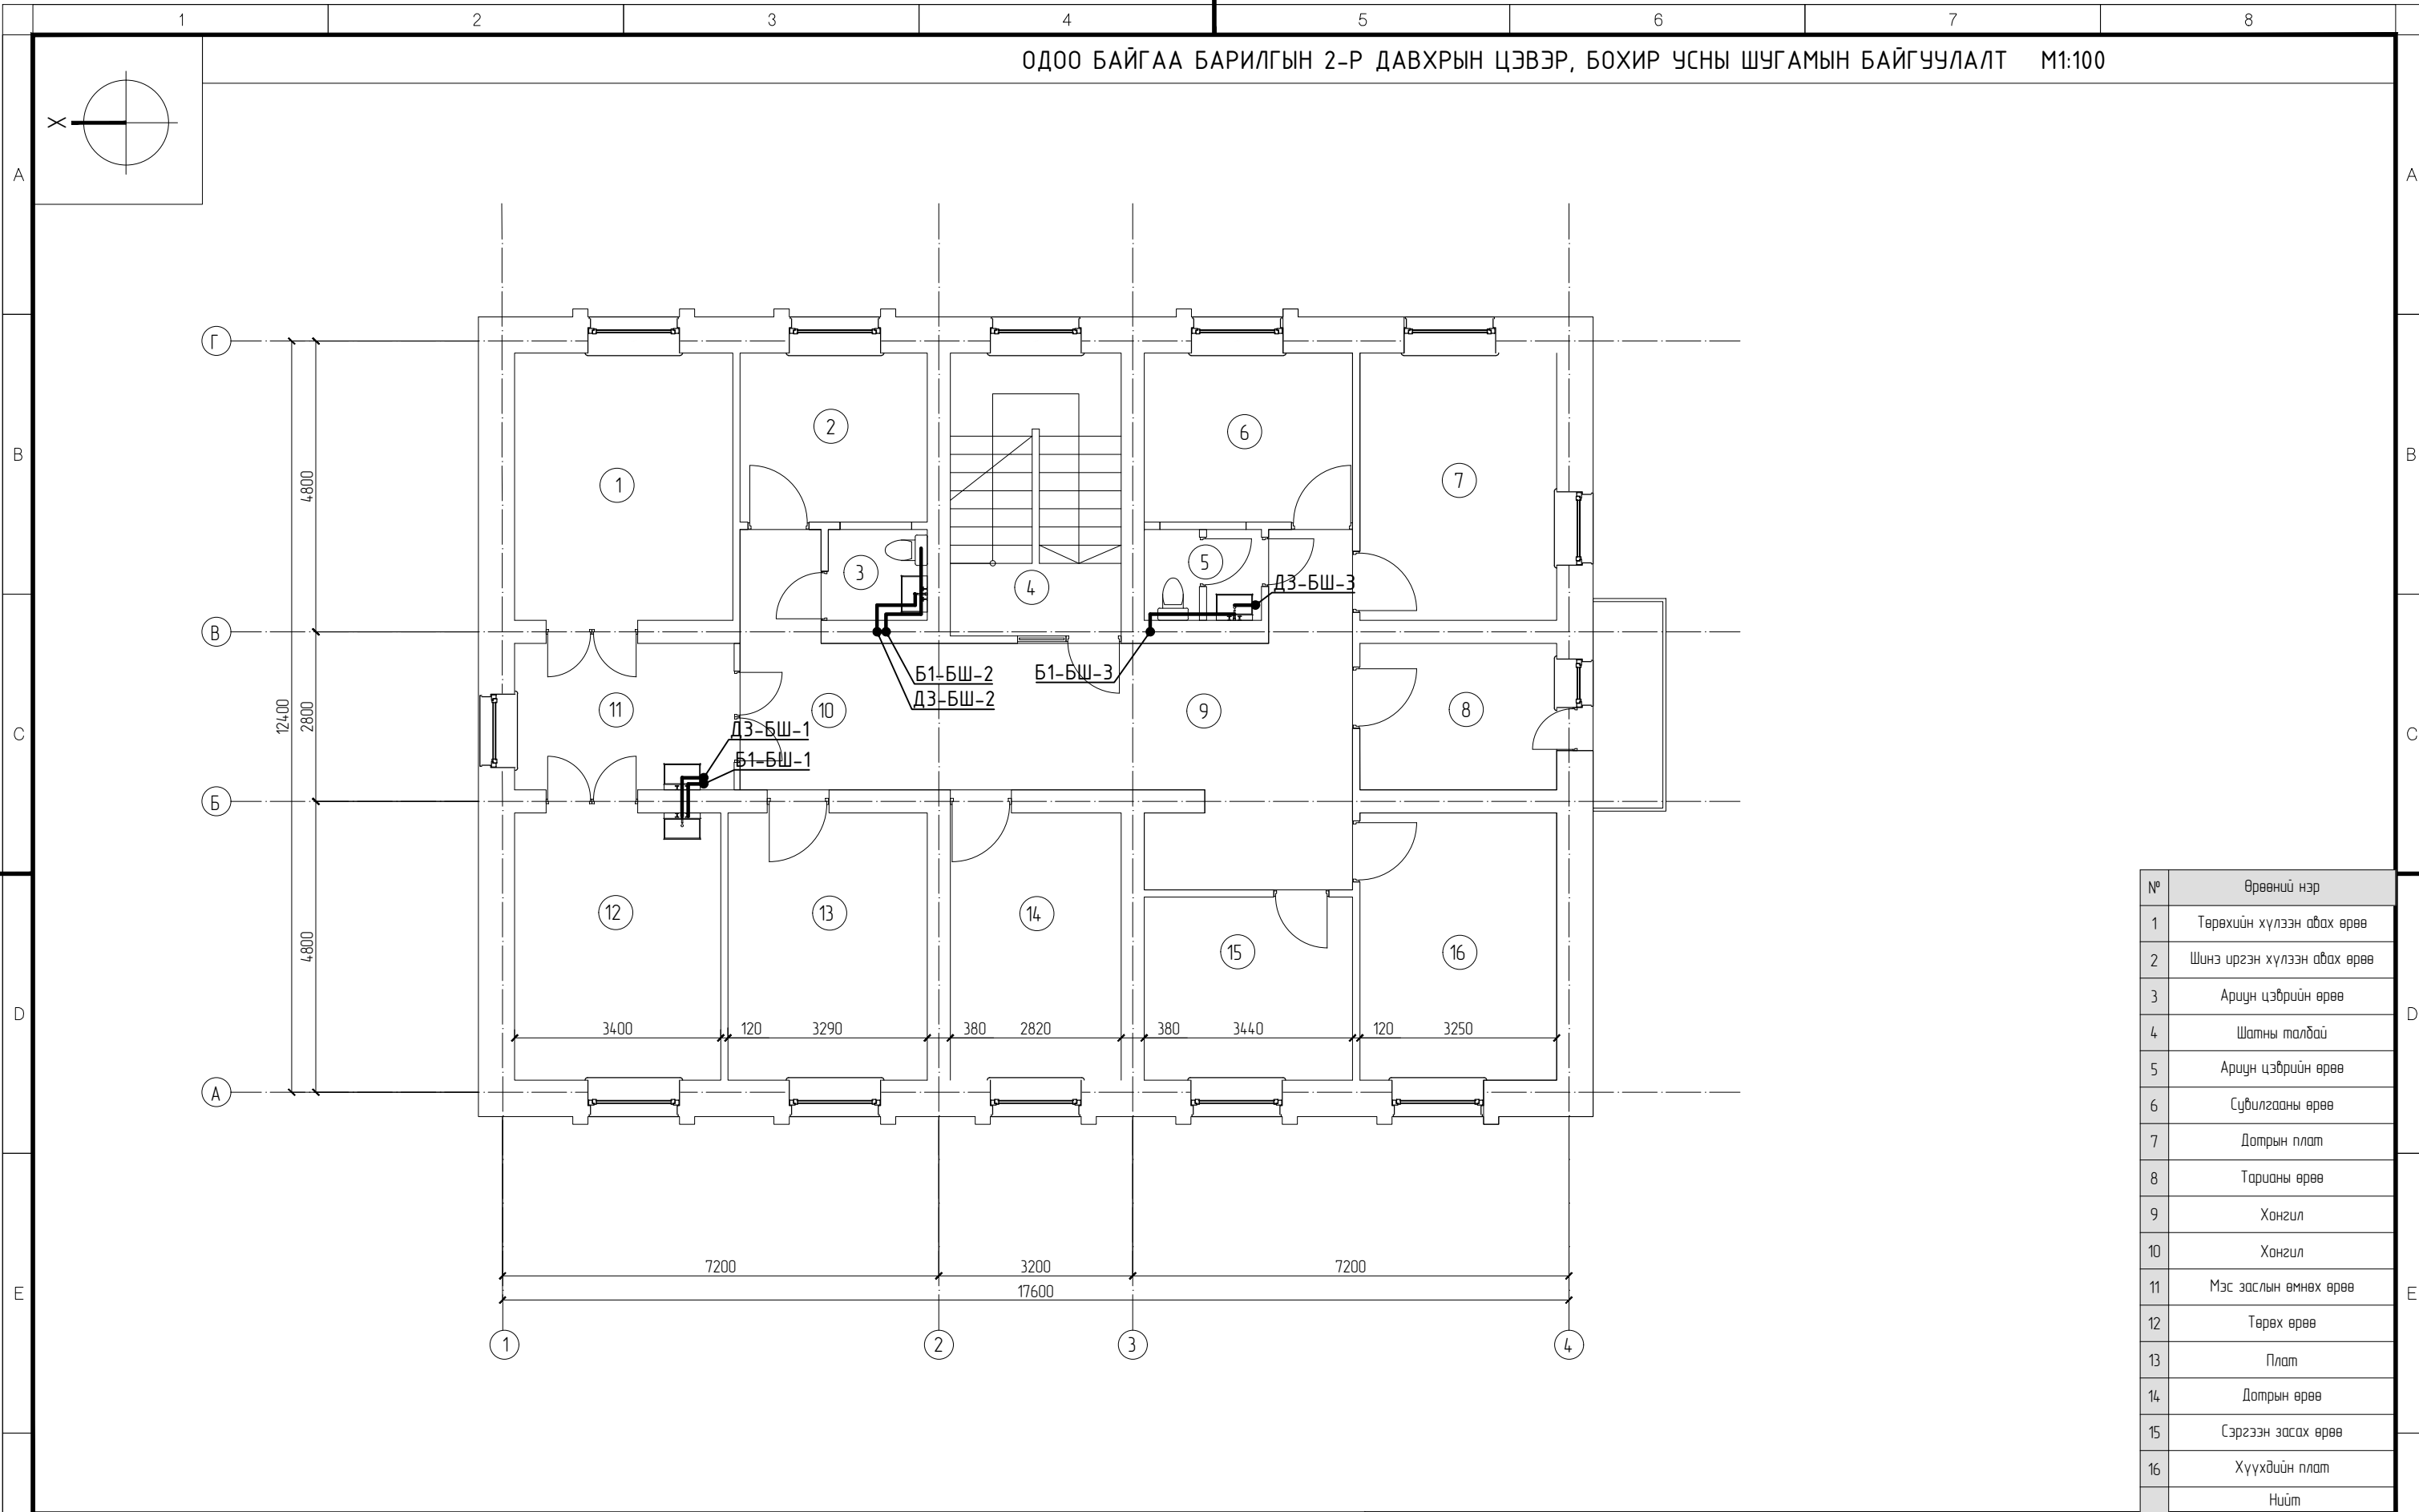 1 2 3 4 5 6 7 8
ОДОО БАЙГАА БАРИЛГЫН 2-Р ДАВХРЫН ЦЭВЭР, БОХИР УСНЫ ШУГАМЫН БАЙГУУЛАЛТ М1:100
Х
A A
B B
C C
D D
E E
Г
В
Б
А
4800
2800
4800
12400
1
2
3
4
5
6
7
8
9
10
11
12
13
14
15
16
ДЗ-БШ-3
Б1-БШ-2
ДЗ-БШ-2
Б1-БШ-3
ДЗ-БШ-1
Б1-БШ-1
3400 120 3290 380 2820 380 3440 120 3250
7200 3200 7200
17600
1 2 3 4
№ Өрөөний нэр
1 Төрөхийн хүлээн авах өрөө
2 Шинэ иргэн хүлээн авах өрөө
3 Ариун цэврийн өрөө
4 Шатны талбай
5 Ариун цэврийн өрөө
6 Сувилгааны өрөө
7 Дотрын плат
8 Тарианы өрөө
9 Хонгил
10 Хонгил
11 Мэс заслын өмнөх өрөө
12 Төрөх өрөө
13 Плат
14 Дотрын өрөө
15 Сэргээн засах өрөө
16 Хүүхдийн плат
Нийт